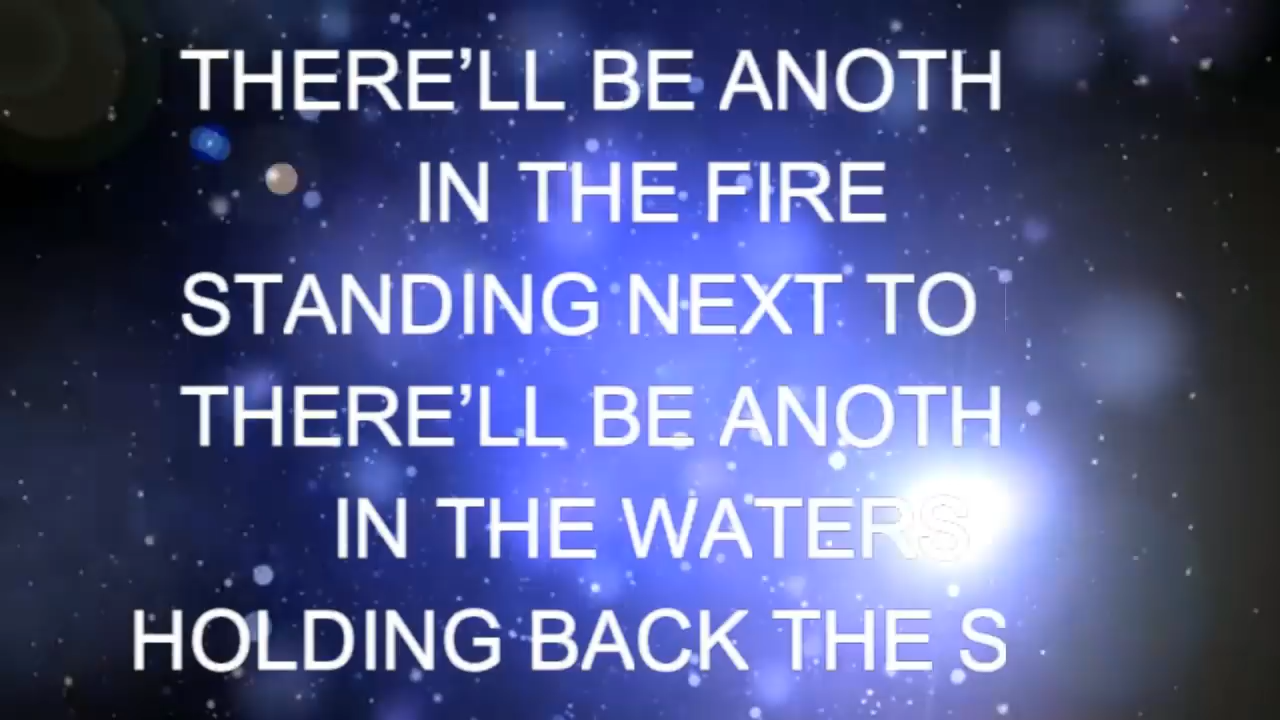 THERE’LL BE ANOTH
IN THE FIRE
STANDING NEXT TO
THERE’LL BE ANOTH
IN THE WATERS
HOLDING BACK THE S